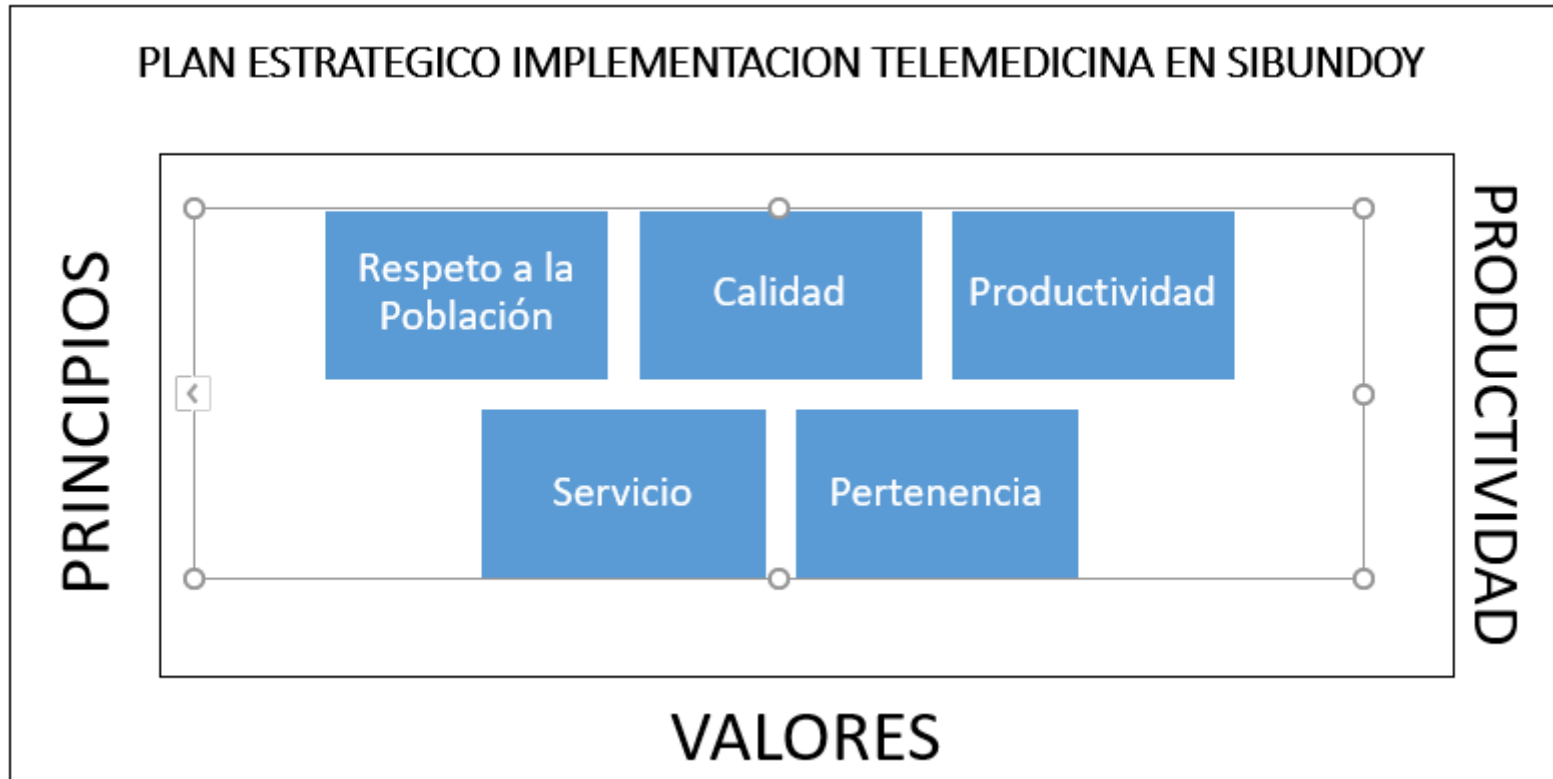 PLAN ESTRATEGICO IMPLEMENTACION TELEMEDICINA EN SIBUNDOY
PRINCIPIOS
Respeto a la
Población
Calidad
Productividad
Servicio
Pertenencia
PRODUCTIVIDAD
VALORES